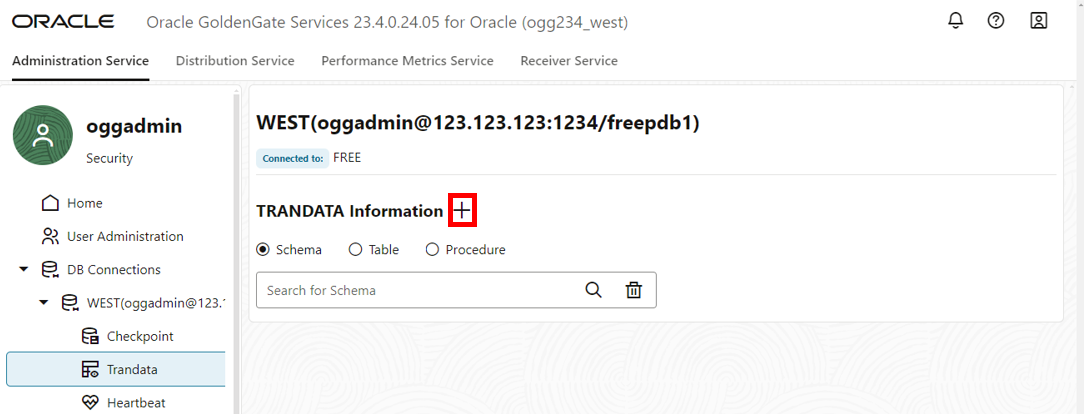 ORACLE Oracle GoldenGate Services 23.4.0.24.05 for Oracle (ogg234_west)
Administration Service Distribution Service Performance Metrics Service Receiver Service
oggadmin
Security
Home
User Administration
DB Connections
WEST(oggadmin@123.1
Checkpoint
Trandata
Heartbeat
WEST(oggadmin@123.123.123:1234/freepdb1)
Connected to: FREE
TRANDATA Information
Schema Table Procedure
Search for Schema